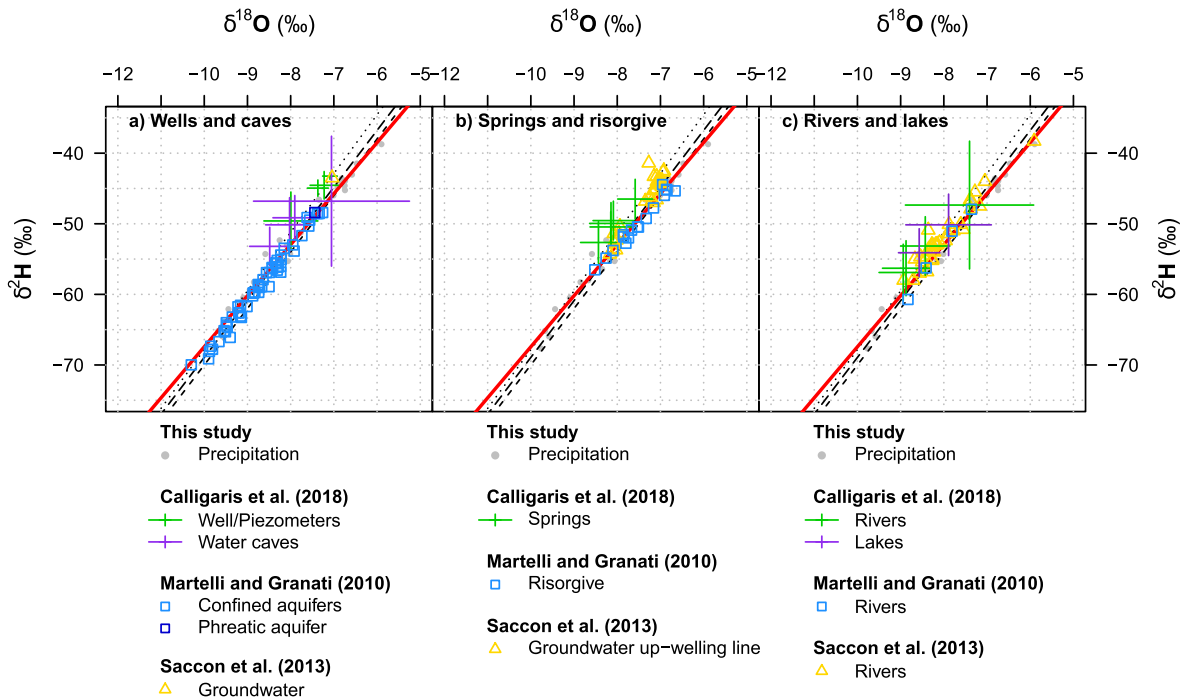 δ18O (‰) δ18O (‰) δ18O (‰)
−12 −10 −9 −8 −7 −6 −5 −12 −10 −9 −8 −7 −6 −5 −12 −10 −9 −8 −7 −6 −5
a) Wells and caves
b) Springs and risorgive
c) Rivers and lakes
−40
−50
−60
−70
δ2H (‰)
−40
−50
−60
−70
δ2H (‰)
This study
Precipitation
Calligaris et al. (2018)
Well/Piezometers
Water caves
Martelli and Granati (2010)
Confined aquifers
Phreatic aquifer
Saccon et al. (2013)
Groundwater
This study
Precipitation
Calligaris et al. (2018)
Springs
Martelli and Granati (2010)
Risorgive
Saccon et al. (2013)
Groundwater up−welling line
This study
Precipitation
Calligaris et al. (2018)
Rivers
Lakes
Martelli and Granati (2010)
Rivers
Saccon et al. (2013)
Rivers